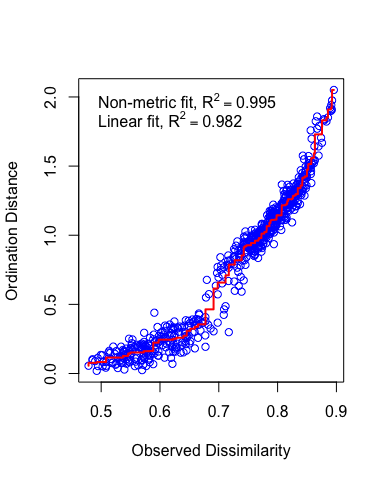 Non-metric fit, R² = 0.995
Linear fit, R² = 0.982
2.0
1.5
1.0
0.5
0.0
Ordination Distance
0.5 0.6 0.7 0.8 0.9
Observed Dissimilarity